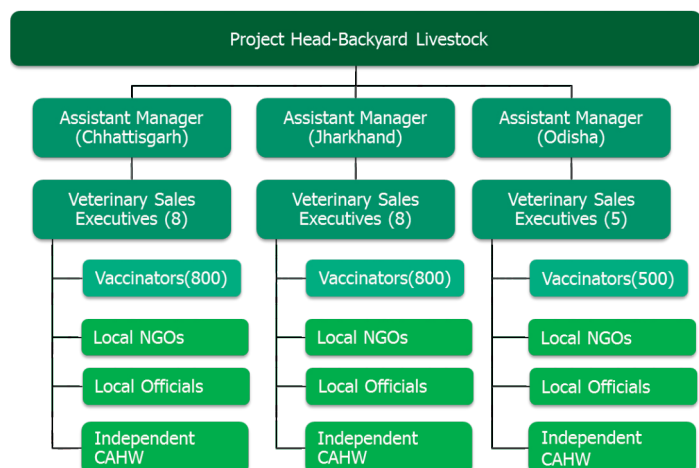 Project Head-Backyard Livestock
Assistant Manager
(Chhattisgarh)
Assistant Manager
(Jharkhand)
Assistant Manager
(Odisha)
Veterinary Sales
Executives (8)
Veterinary Sales
Executives (8)
Veterinary Sales
Executives (5)
Vaccinators(800)
Vaccinators(800)
Vaccinators(500)
Local NGOs
Local NGOs
Local NGOs
Local Officials
Local Officials
Local Officials
Independent
CAHW
Independent
CAHW
Independent
CAHW